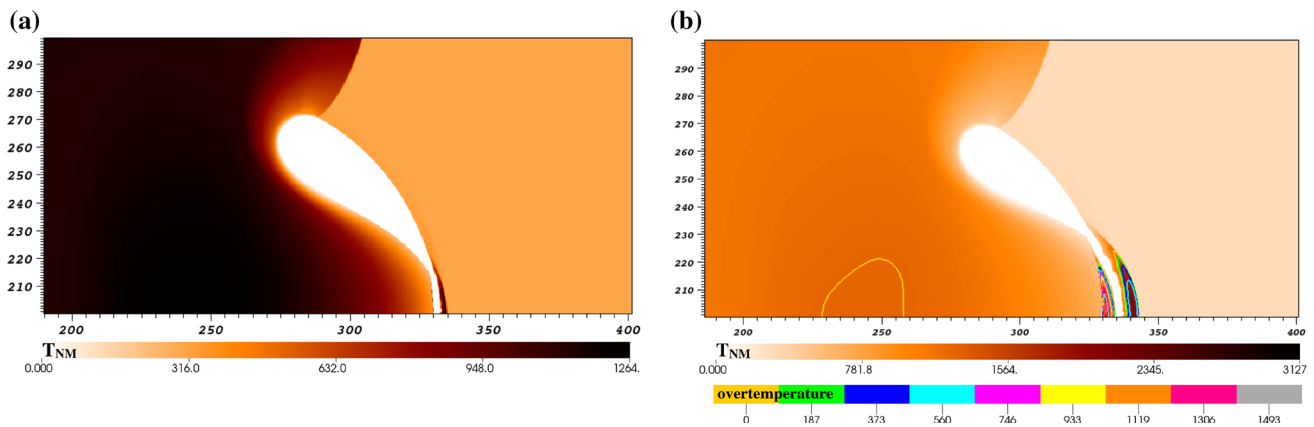 (a) (b)
290 290
280 280
270 270
260 260
250 250
240 240
230 230
220 220
210 210
200 250 300 350 400 200 250 300 350 400
T_NM T_NM
0.000 316.0 632.0 948.0 1264. 0.000 781.8 1564. 2345. 3127
overtemperature
0 187 373 560 746 933 1119 1306 1493